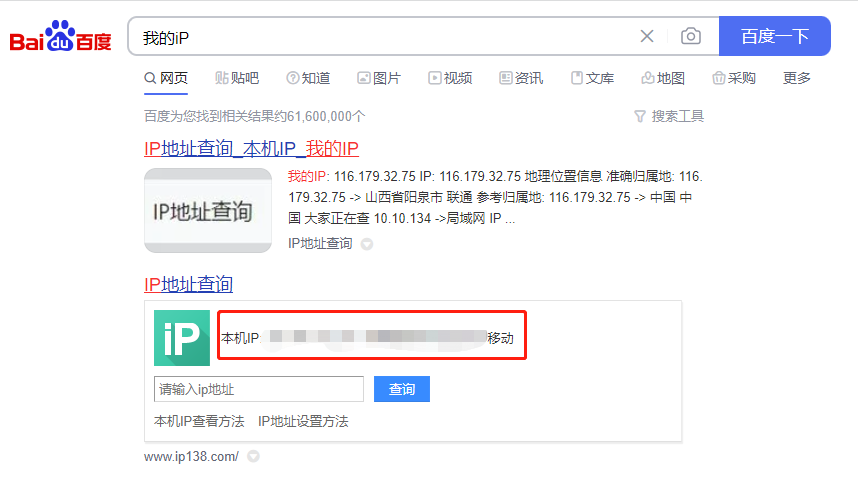 Bai du 百度
我的iP
百度一下
网页 贴贴吧 知道 图片 视频 资讯 文库 地图 采购 更多
百度为您找到相关结果约61,600,000个
搜索工具
IP地址查询_本机IP_我的IP
IP地址查询
我的IP: 116.179.32.75 IP: 116.179.32.75 地理位置信息 准确归属地: 116.
179.32.75 -> 山西省阳泉市 联通 参考归属地: 116.179.32.75 -> 中国 中
国 大家正在查 10.10.134 ->局域网 IP ...
IP地址查询
IP地址查询
iP
本机IP: 移动
请输入ip地址
查询
本机IP查看方法 IP地址设置方法
www.ip138.com/